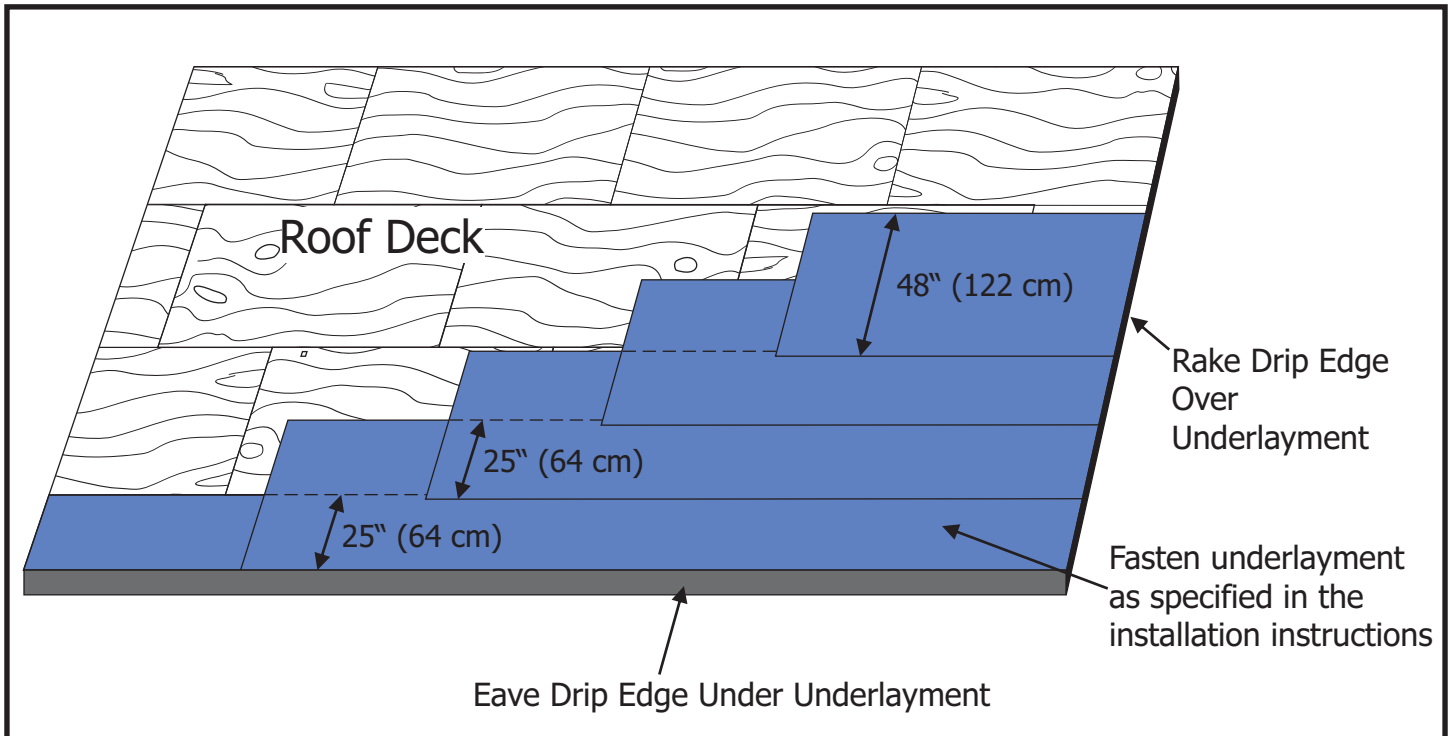 Roof Deck
48“ (122 cm)
Rake Drip Edge
Over
Underlayment
25“ (64 cm)
25“ (64 cm)
Fasten underlayment
as specified in the
installation instructions
Eave Drip Edge Under Underlayment